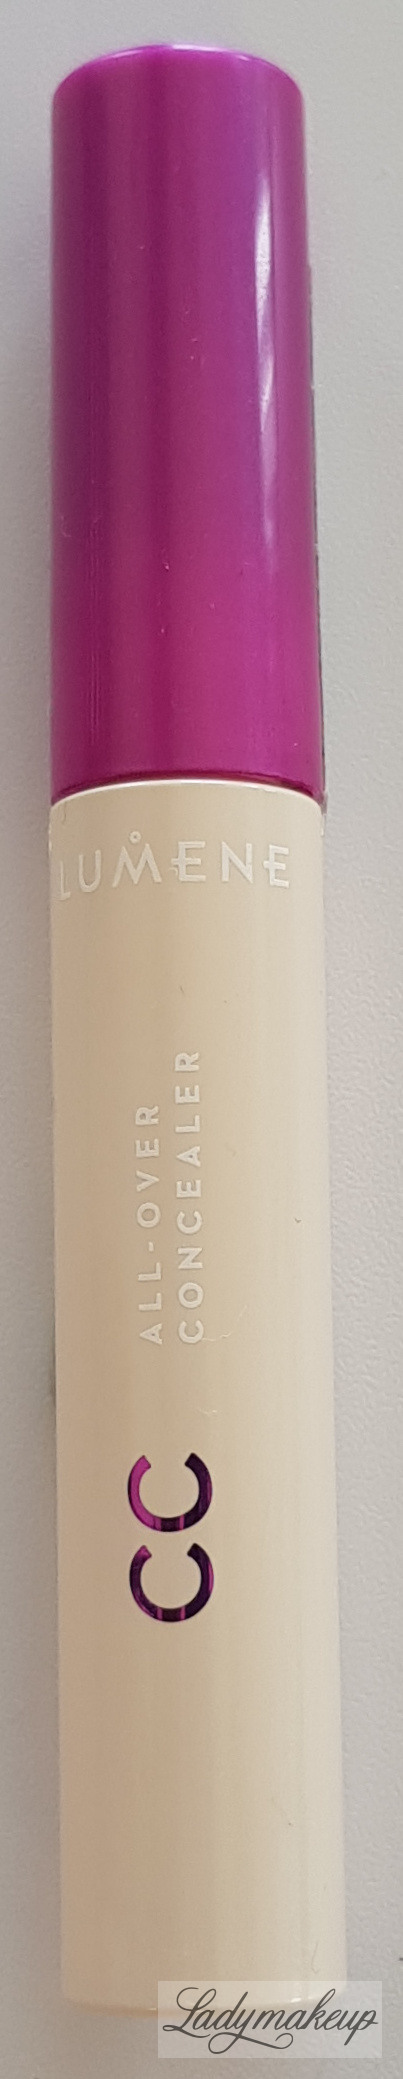 LUMENE
ALL-OVER
CONCEALER
CC
Ladymakeup